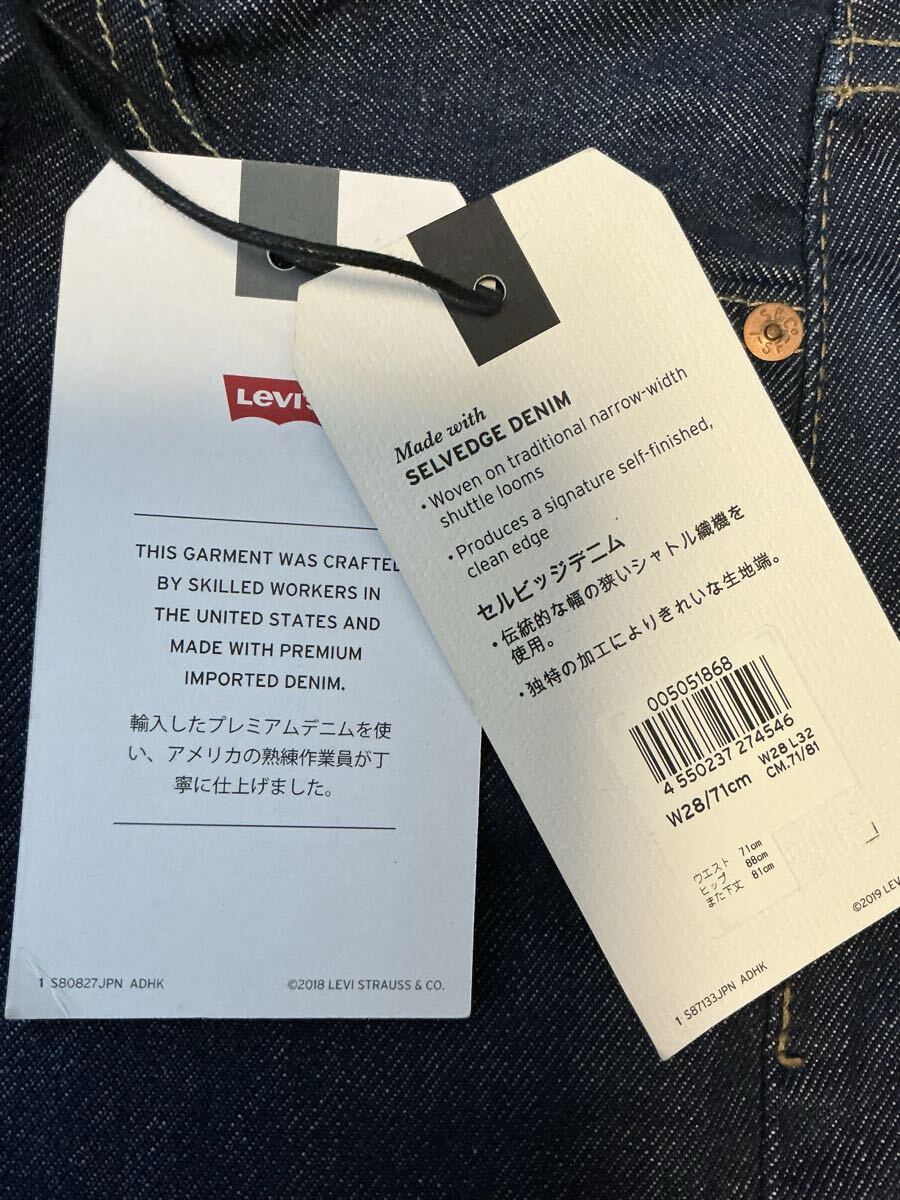 LEVI'S
THIS GARMENT WAS CRAFTED
BY SKILLED WORKERS IN
THE UNITED STATES AND
MADE WITH PREMIUM
IMPORTED DENIM.
輸入したプレミアムデニムを使
い、アメリカの熟練作業員が丁
寧に仕上げました。
1 S80827JPN ADHK
©2018 LEVI STRAUSS & CO.
Made with
SELVEDGE DENIM
• Woven on traditional narrow-width
shuttle looms
• Produces a signature self-finished,
clean edge
セルビッジデニム
• 伝統的な幅の狭いシャトル織機を
使用。
• 独特の加工によりきれいな生地端。
005051868
4 550237 274546
W28/71cm
W28 L32
CM.71/81
ウエスト 71cm
ヒップ 88cm
また下丈 81cm
1 S87133JPN ADHK
©2019 LEV